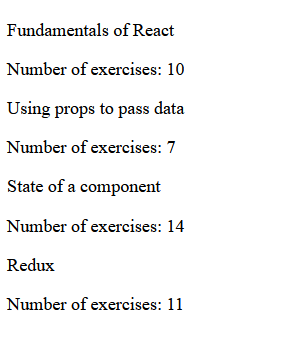 Fundamentals of React
Number of exercises: 10
Using props to pass data
Number of exercises: 7
State of a component
Number of exercises: 14
Redux
Number of exercises: 11